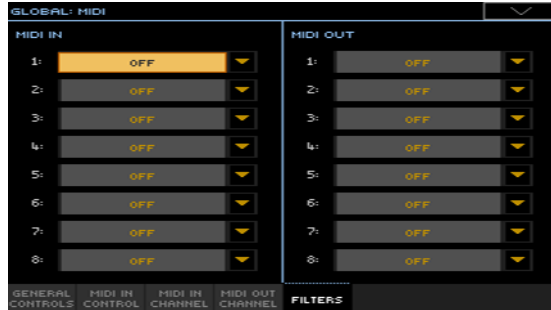 GLOBAL: MIDI
MIDI IN
1: OFF
2: OFF
3: OFF
4: OFF
5: OFF
6: OFF
7: OFF
8: OFF
MIDI OUT
1: OFF
2: OFF
3: OFF
4: OFF
5: OFF
6: OFF
7: OFF
8: OFF
GENERAL CONTROLS
MIDI IN CONTROL
MIDI IN CHANNEL
MIDI OUT CHANNEL
FILTERS